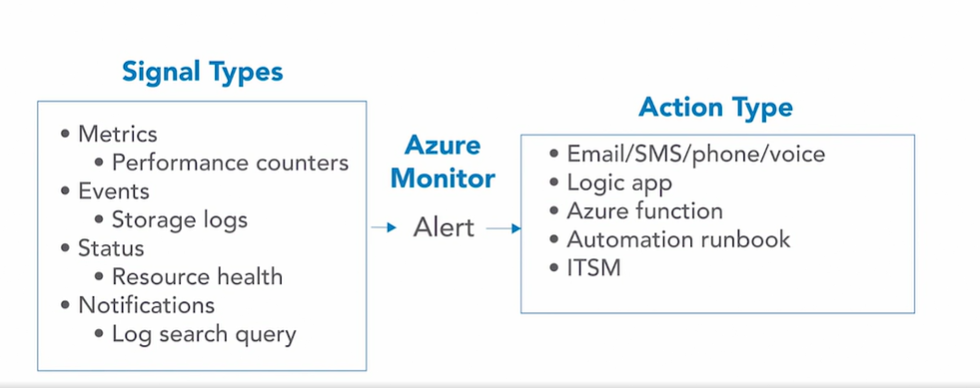 Signal Types
• Metrics
• Performance counters
• Events
• Storage logs
• Status
• Resource health
• Notifications
• Log search query
Azure
Monitor
Alert
Action Type
• Email/SMS/phone/voice
• Logic app
• Azure function
• Automation runbook
• ITSM